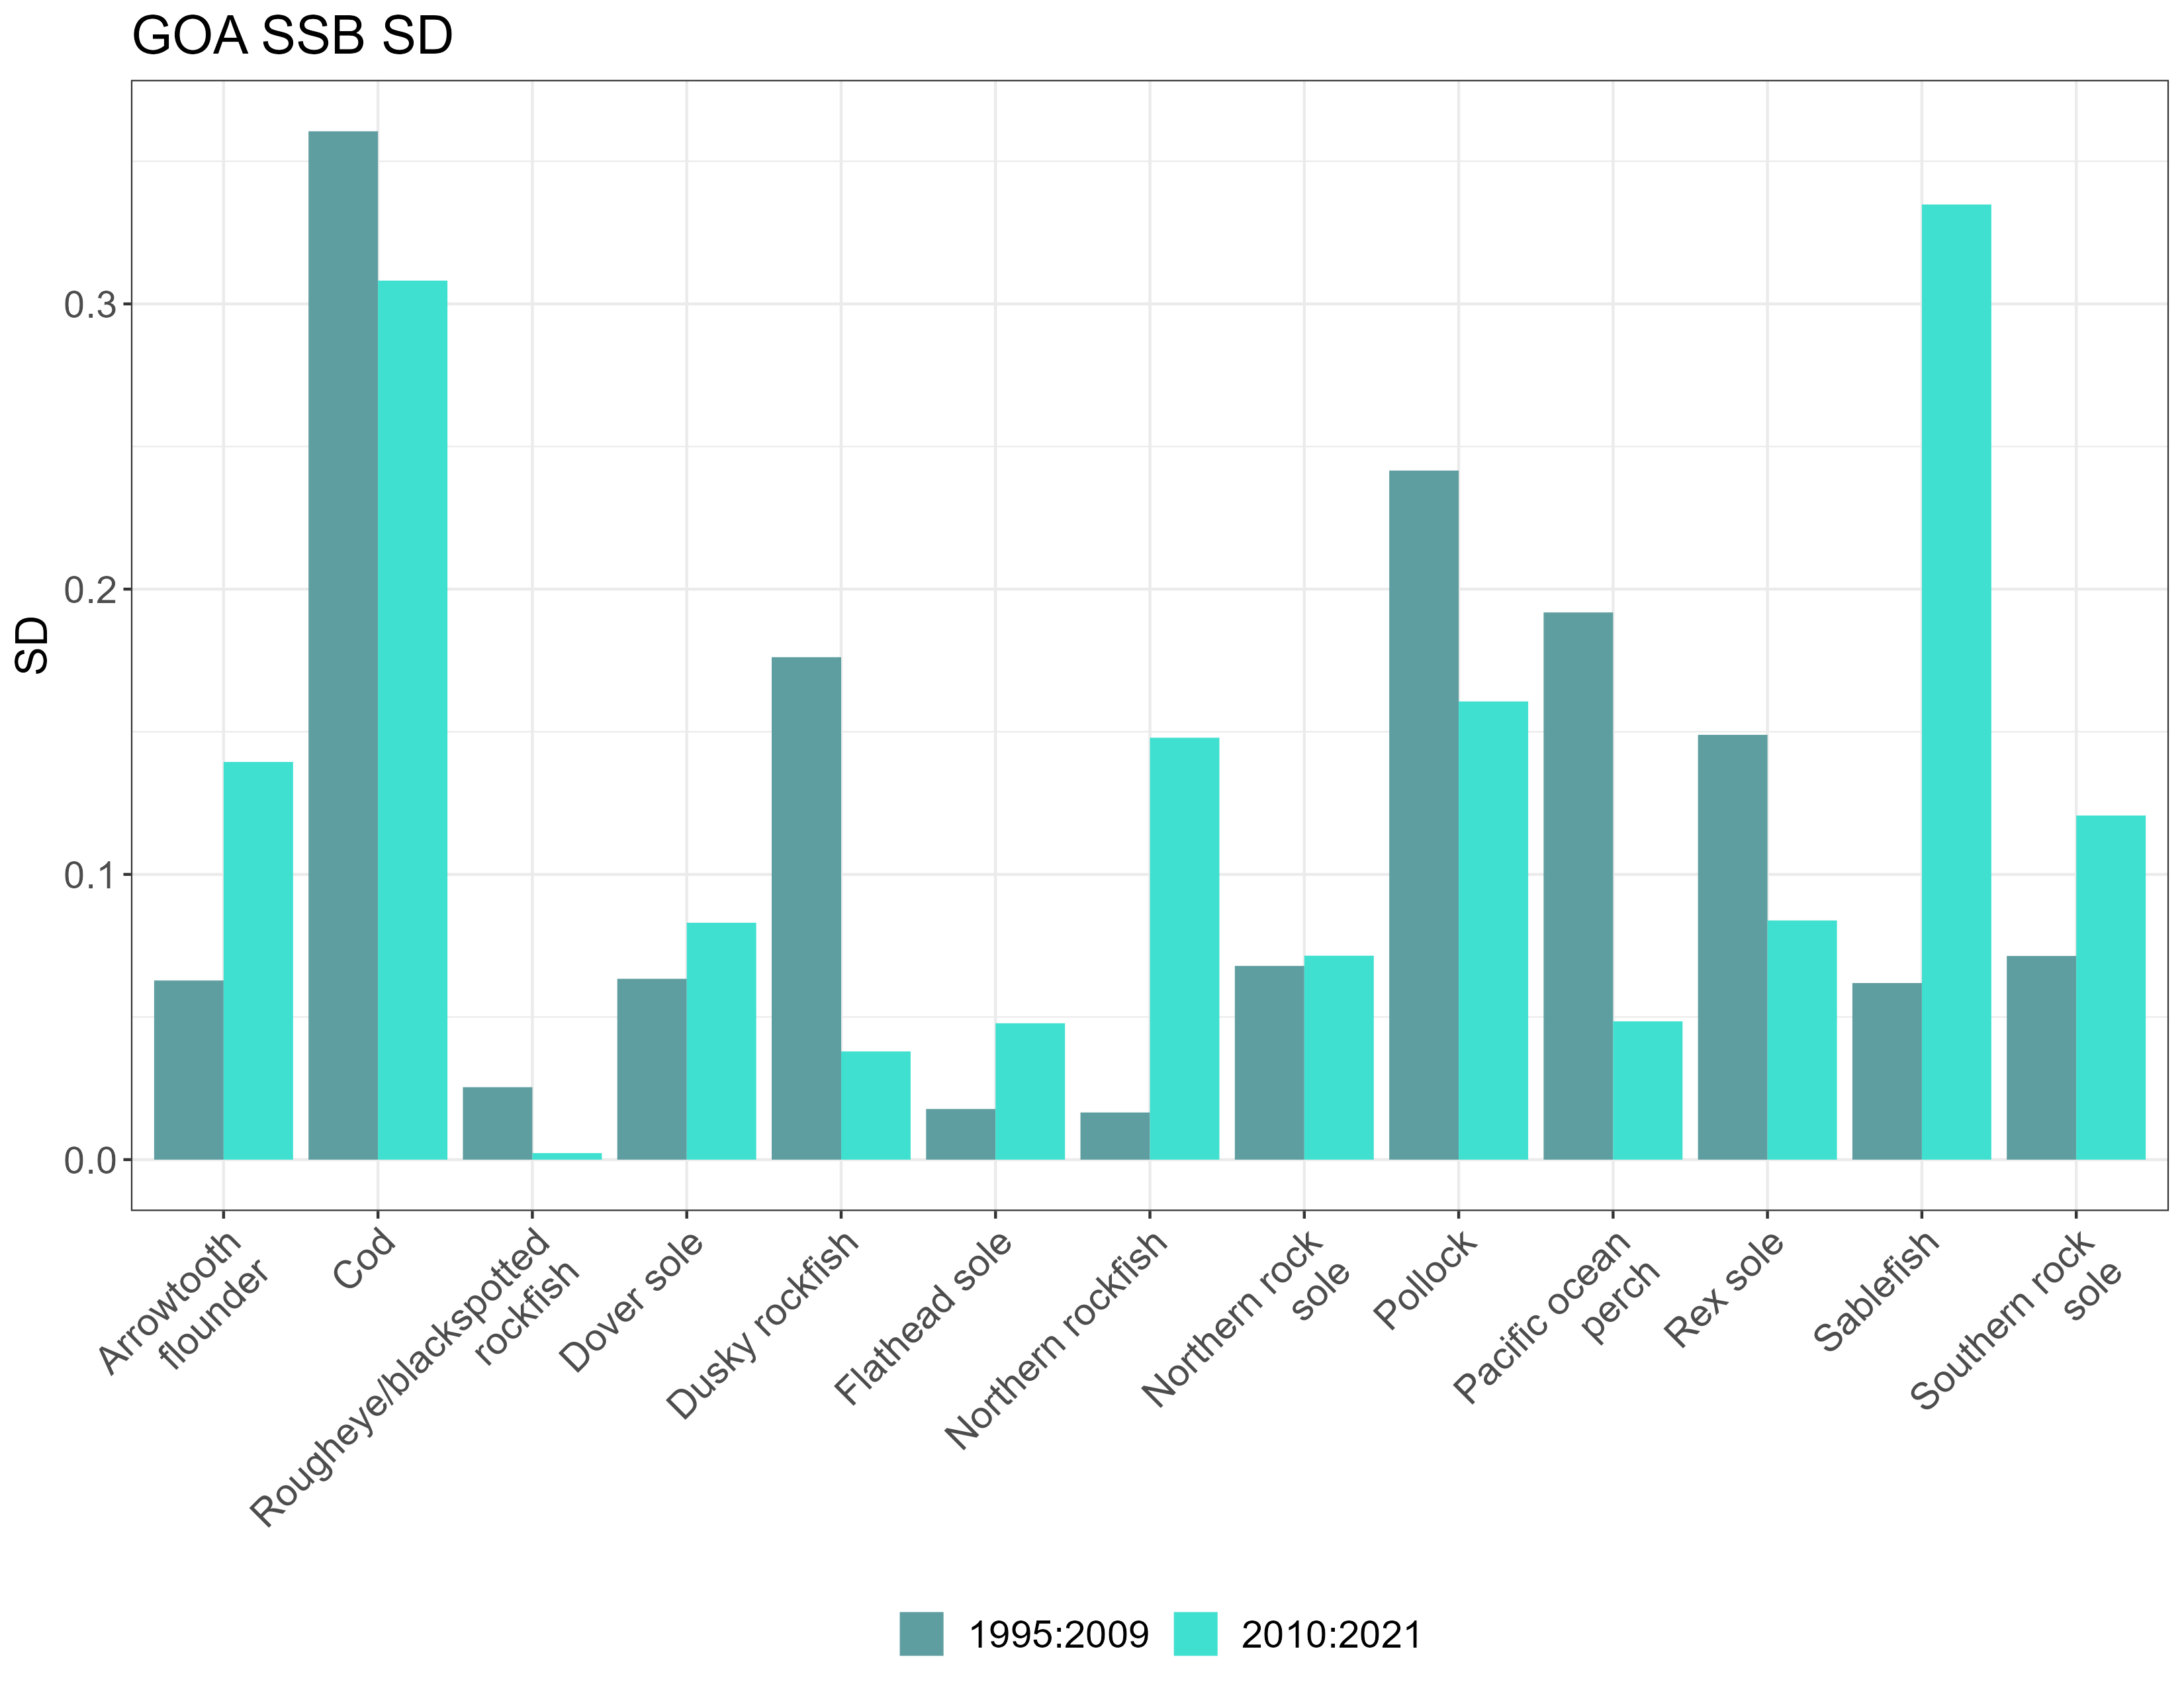 GOA SSB SD
SD
0.3
0.2
0.1
0.0
Arrowtooth
flounder
Cod
Rougheye/blackspotted
rockfish
Dover sole
Dusky rockfish
Flathead sole
Northern rockfish
Northern rock
sole
Pollock
Pacific ocean
perch
Rex sole
Sablefish
Southern rock
sole
1995:2009
2010:2021